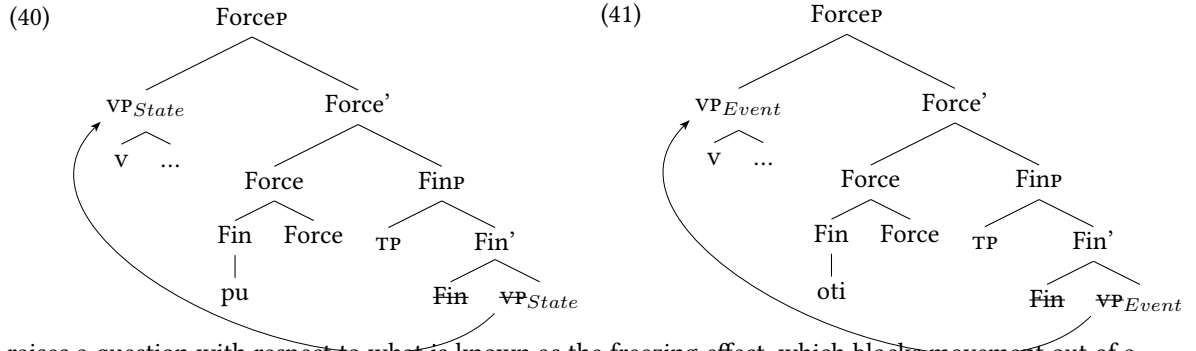 (40)
ForceP
vP_State
Force'
v
...
Force
FinP
Fin
Force
TP
Fin'
pu
Fin
vP_State
(41)
ForceP
vP_Event
Force'
v
...
Force
FinP
Fin
Force
TP
Fin'
oti
Fin
vP_Event
raises a question with respect to what is known as the freezing effect, which blocks movement out of a